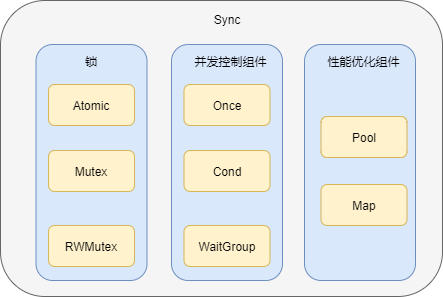 Sync
锁
Atomic
Mutex
RWMutex
并发控制组件
Once
Cond
WaitGroup
性能优化组件
Pool
Map